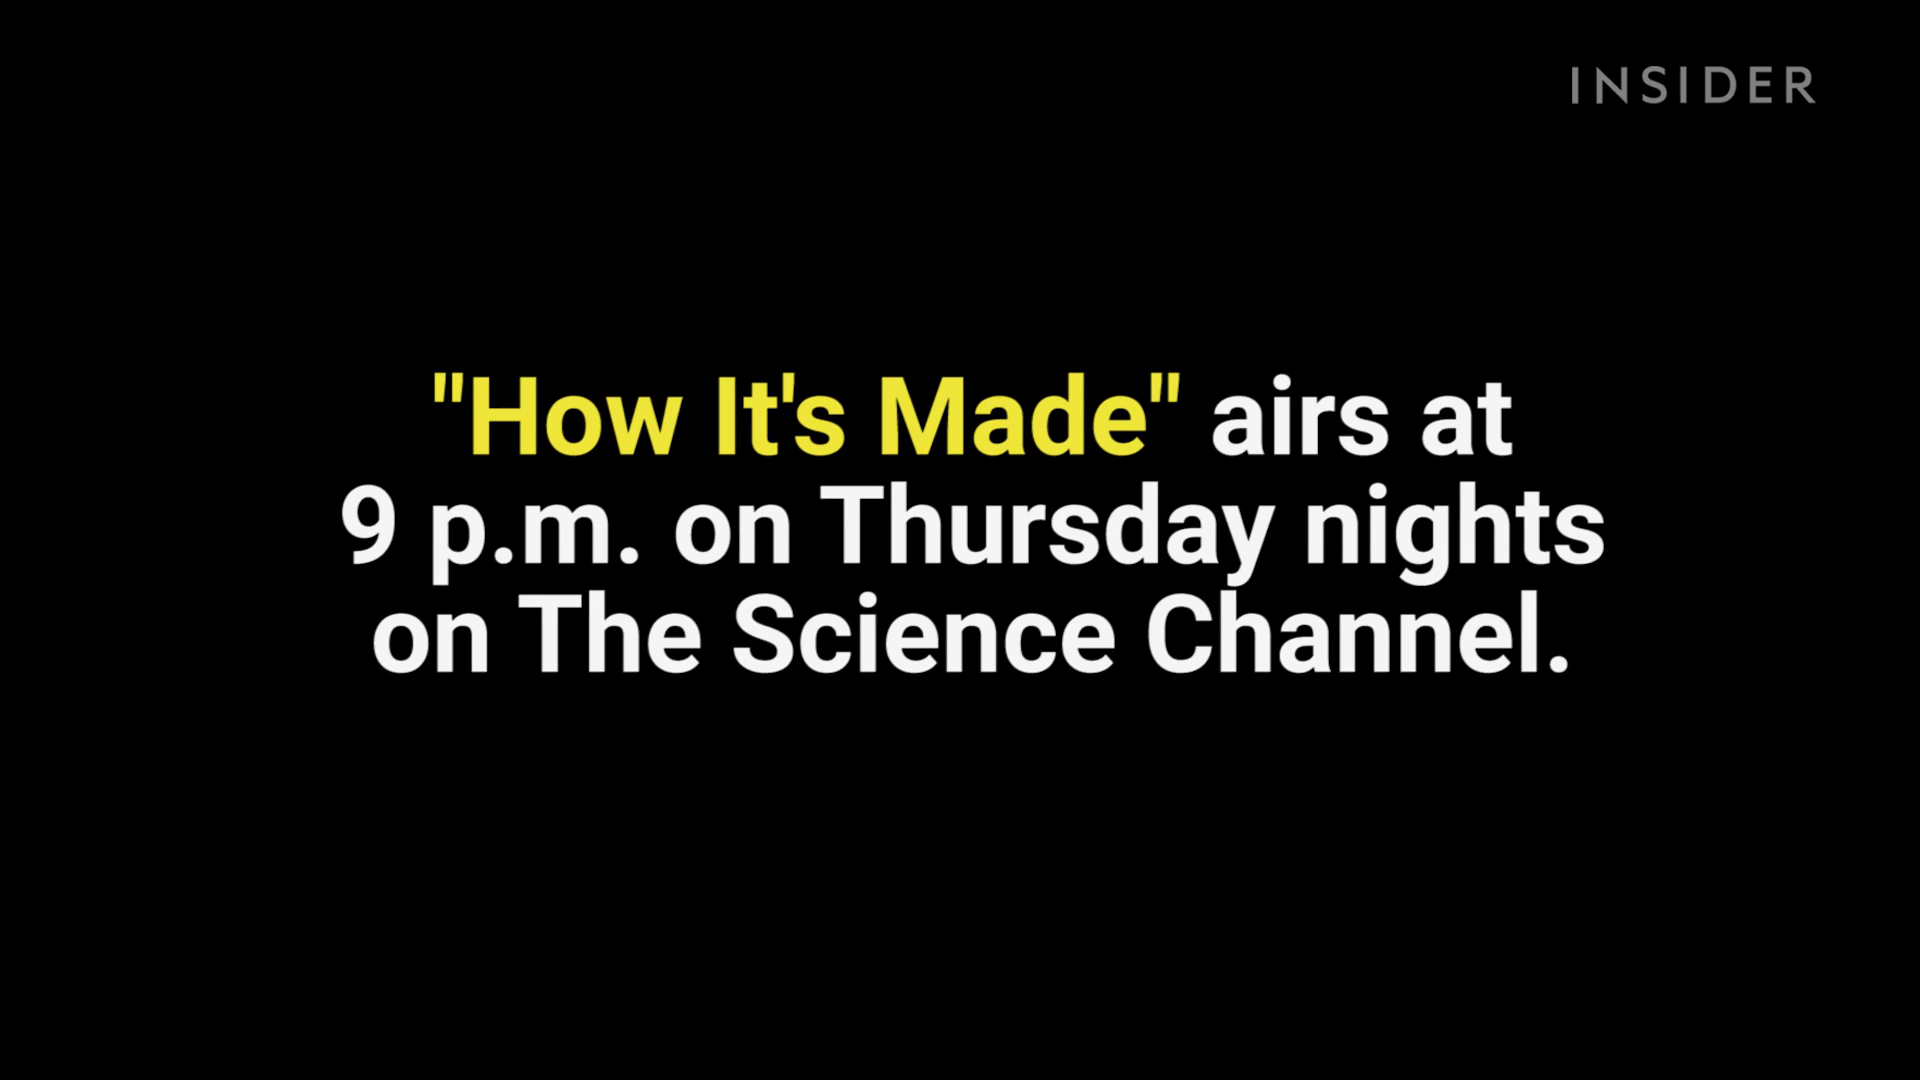 INSIDER
"How It's Made" airs at
9 p.m. on Thursday nights
on The Science Channel.